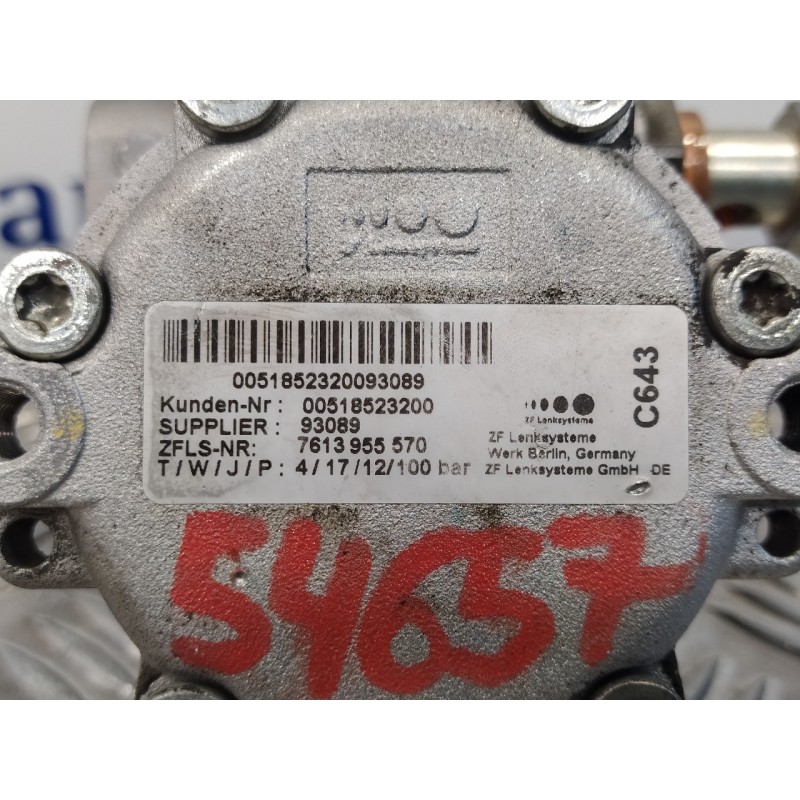 0051852320093089
Kunden-Nr : 00518523200
SUPPLIER : 93089
ZFLS-NR: 7613 955 570
T / W / J / P : 4 / 17 / 12 / 100 bar
ZF Lenksysteme
ZF Lenksysteme
Werk Berlin, Germany
ZF Lenksysteme GmbH DE
C643
54657